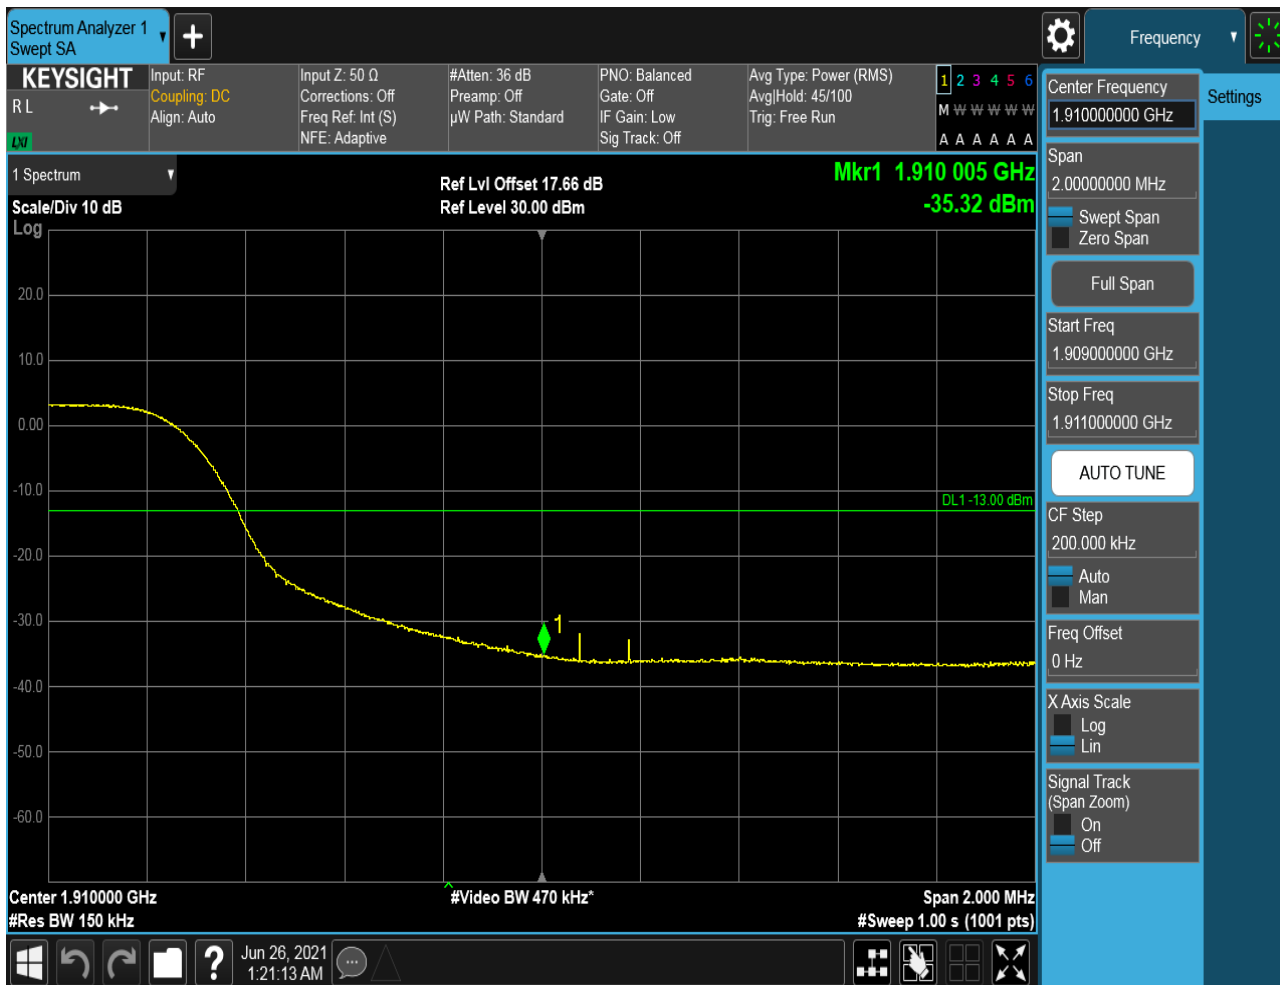 Spectrum Analyzer 1
Swept SA
Frequency
KEYSIGHT
R L
LXI
Input: RF
Coupling: DC
Align: Auto
Input Z: 50 Ω
Corrections: Off
Freq Ref: Int (S)
NFE: Adaptive
#Atten: 36 dB
Preamp: Off
µW Path: Standard
PNO: Balanced
Gate: Off
IF Gain: Low
Sig Track: Off
Avg Type: Power (RMS)
Avg|Hold: 45/100
Trig: Free Run
1 2 3 4 5 6
M W W W W W
A A A A A A
1 Spectrum
Scale/Div 10 dB
Log
Ref Lvl Offset 17.66 dB
Ref Level 30.00 dBm
Mkr1 1.910 005 GHz
-35.32 dBm
20.0
10.0
0.00
-10.0
-20.0
-30.0
-40.0
-50.0
-60.0
DL1 -13.00 dBm
1
Center 1.910000 GHz
#Res BW 150 kHz
#Video BW 470 kHz*
Span 2.000 MHz
#Sweep 1.00 s (1001 pts)
Center Frequency
1.910000000 GHz
Settings
Span
2.00000000 MHz
Swept Span
Zero Span
Full Span
Start Freq
1.909000000 GHz
Stop Freq
1.911000000 GHz
AUTO TUNE
CF Step
200.000 kHz
Auto
Man
Freq Offset
0 Hz
X Axis Scale
Log
Lin
Signal Track
(Span Zoom)
On
Off
?
Jun 26, 2021
1:21:13 AM